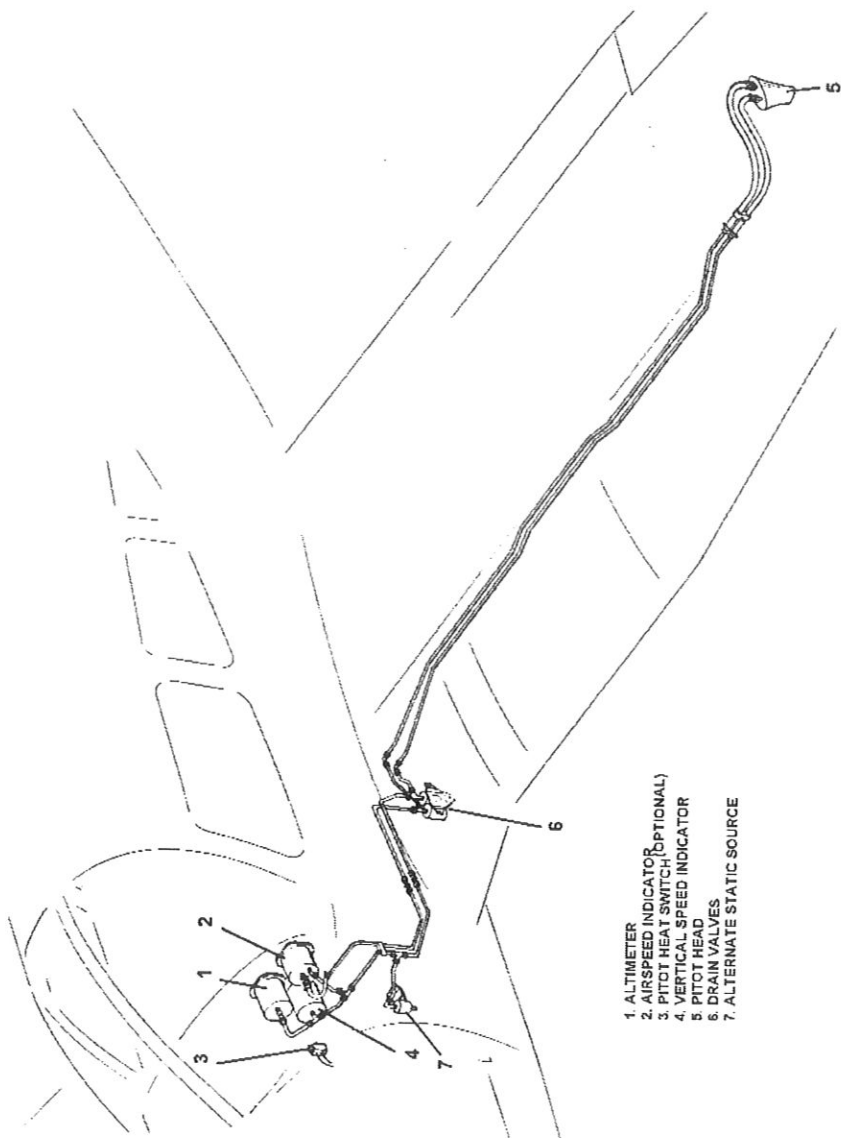 1
2
3
4
5
6
7
1. ALTIMETER
2. AIRSPEED INDICATOR
3. PITOT HEAT SWITCH (OPTIONAL)
4. VERTICAL SPEED INDICATOR
5. PITOT HEAD
6. DRAIN VALVES
7. ALTERNATE STATIC SOURCE